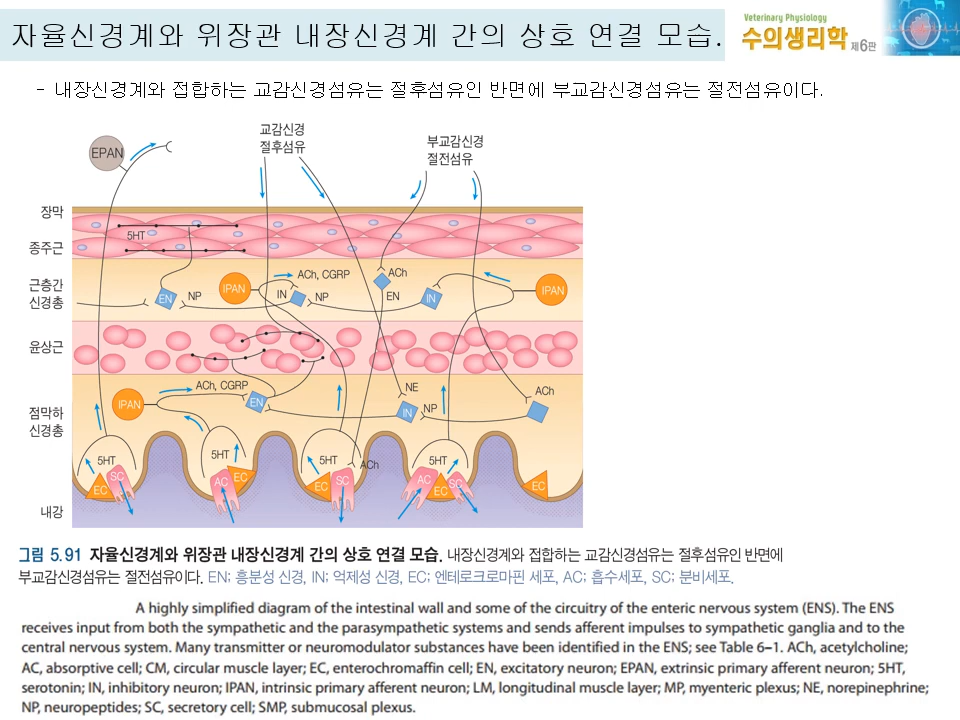 자율신경계와 위장관 내장신경계 간의 상호 연결 모습.
Veterinary Physiology
수의생리학 제6판
- 내장신경계와 접합하는 교감신경섬유는 절후섬유인 반면에 부교감신경섬유는 절전섬유이다.
교감신경
절후섬유
부교감신경
절전섬유
EPAN
장막
5HT
종주근
근층간
신경총
EN
NP
IPAN
ACh, CGRP
IN
NP
ACh
EN
IN
IPAN
윤상근
점막하
신경총
IPAN
ACh, CGRP
EN
NE
IN
NP
ACh
5HT
EC
SC
5HT
AC
EC
5HT
EC
SC
ACh
5HT
AC
EC
SC
EC
내강
그림 5.91 자율신경계와 위장관 내장신경계 간의 상호 연결 모습. 내장신경계와 접합하는 교감신경섬유는 절후섬유인 반면에
부교감신경섬유는 절전섬유이다. EN; 흥분성 신경, IN; 억제성 신경, EC; 엔테로크로마핀 세포, AC; 흡수세포, SC; 분비세포.
A highly simplified diagram of the intestinal wall and some of the circuitry of the enteric nervous system (ENS). The ENS
receives input from both the sympathetic and the parasympathetic systems and sends afferent impulses to sympathetic ganglia and to the
central nervous system. Many transmitter or neuromodulator substances have been identified in the ENS; see Table 6–1. ACh, acetylcholine;
AC, absorptive cell; CM, circular muscle layer; EC, enterochromaffin cell; EN, excitatory neuron; EPAN, extrinsic primary afferent neuron; 5HT,
serotonin; IN, inhibitory neuron; IPAN, intrinsic primary afferent neuron; LM, longitudinal muscle layer; MP, myenteric plexus; NE, norepinephrine;
NP, neuropeptides; SC, secretory cell; SMP, submucosal plexus.